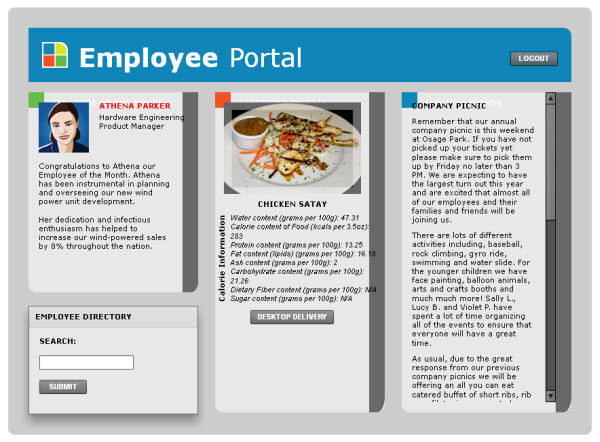 Employee Portal
LOGOUT
ATHENA PARKER
Hardware Engineering
Product Manager
Congratulations to Athena our
Employee of the Month. Athena
has been instrumental in planning
and overseeing our new wind
power unit development.
Her dedication and infectious
enthusiasm has helped to
increase our wind-powered sales
by 8% throughout the nation.
EMPLOYEE DIRECTORY
SEARCH:
SUBMIT
CHICKEN SATAY
Calorie Information
Water content (grams per 100g): 47.31
Calorie content of Food (kcals per 3.5oz):
283
Protein content (grams per 100g): 13.25
Fat content (lipids) (grams per 100g): 16.18
Ash content (grams per 100g): 2
Carbohydrate content (grams per 100g):
21.26
Dietary Fiber content (grams per 100g): N/A
Sugar content (grams per 100g): N/A
DESKTOP DELIVERY
COMPANY PICNIC
Remember that our annual
company picnic is this weekend
at Osage Park. If you have not
picked up your tickets yet
please make sure to pick them
up by Friday no later than 3
PM. We are expecting to have
the largest turn out this year
and are excited that almost all
of our employees and their
families and friends will be
joining us.
There are lots of different
activities including, baseball,
rock climbing, gyro ride,
swimming and water slide. For
the younger children we have
face painting, balloon animals,
arts and crafts booths and
much much more! Sally L.,
Lucy B. and Violet P. have
spent a lot of time organizing
all of the events to ensure that
everyone will have a great
time.
As usual, due to the great
response from our previous
company picnics we will be
offering an all you can eat
catered buffet of short ribs, rib